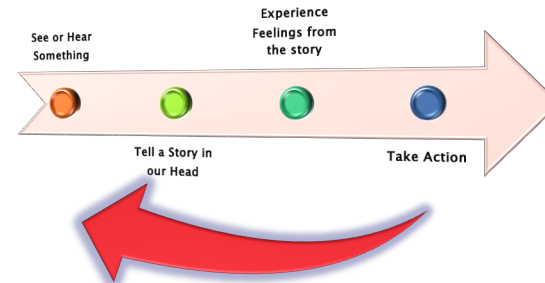 See or Hear
Something
Tell a Story in
our Head
Experience
Feelings from
the story
Take Action